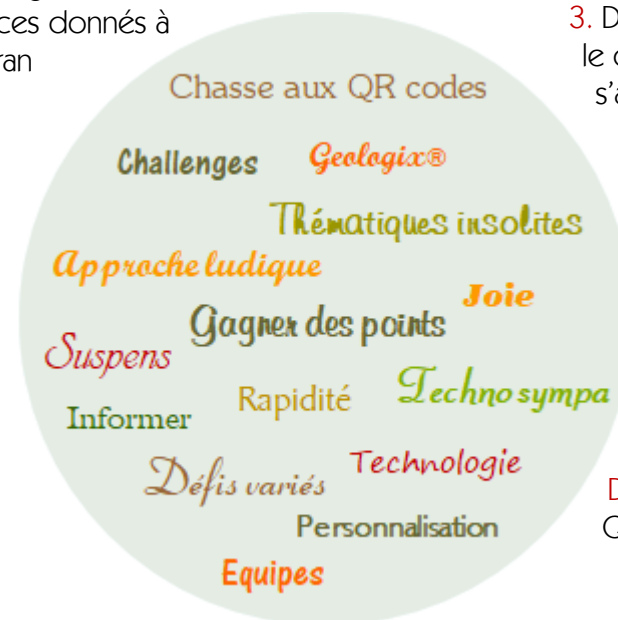 ces donnés à
ran
3. D
le
s'a
Chasse aux QR codes
Challenges
Geologix®
Thématiques insolites
Approche ludique
Joie
Gagner des points
Suspens
Rapidité
Techno sympa
Informer
Technologie
Défis variés
Personnalisation
Equipes